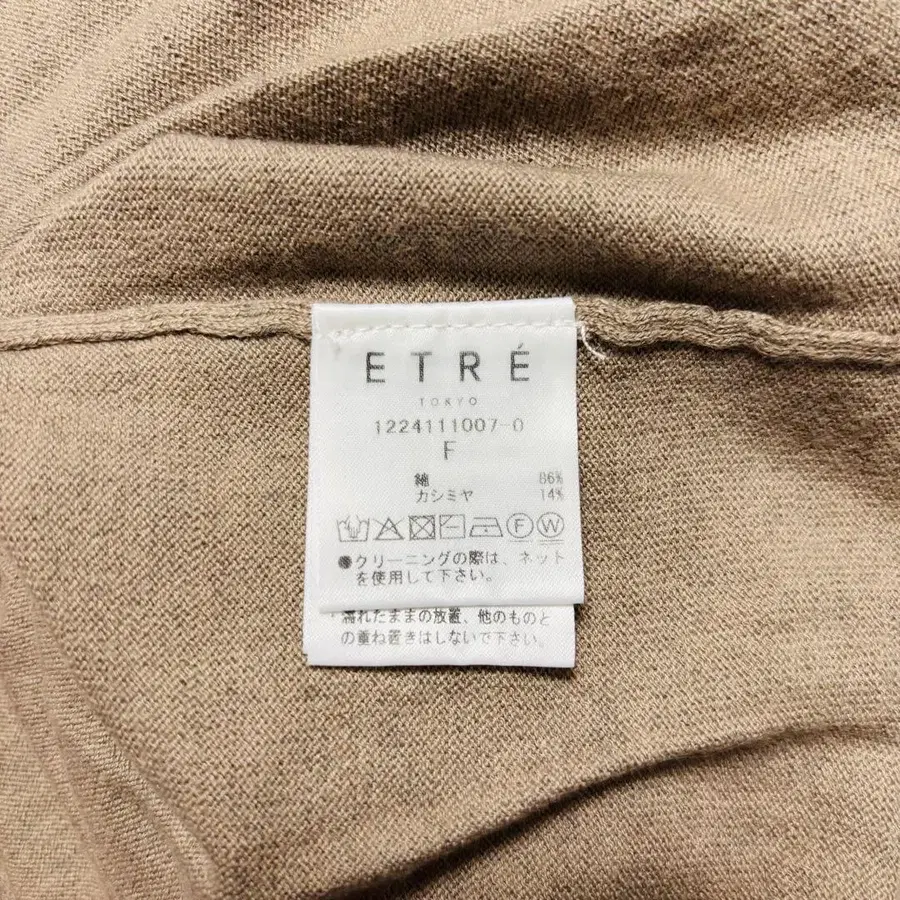 ETRÉ
TOKYO
1224111007-0
F
綿 86%
カシミヤ 14%
F W
●クリーニングの際は、ネット
を使用して下さい。
・濡れたままの放置、他のものと
の重ね置きはしないで下さい。